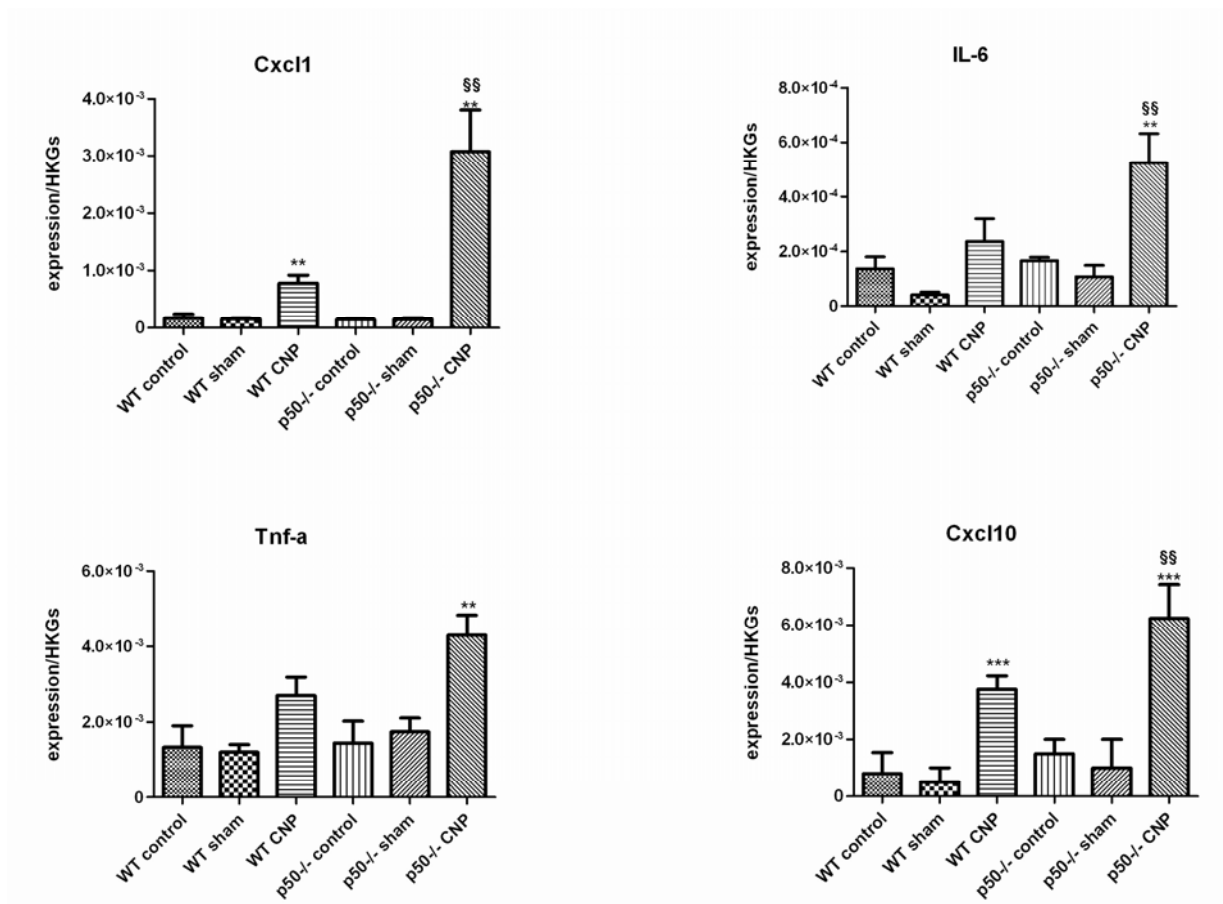 Cxcl1
§§
**
4.0×10⁻³
3.0×10⁻³
2.0×10⁻³
1.0×10⁻³
0
**
expression/HKGs
WT control
WT sham
WT CNP
p50-/- control
p50-/- sham
p50-/- CNP
IL-6
§§
**
8.0×10⁻⁴
6.0×10⁻⁴
4.0×10⁻⁴
2.0×10⁻⁴
0
expression/HKGs
WT control
WT sham
WT CNP
p50-/- control
p50-/- sham
p50-/- CNP
Tnf-a
**
6.0×10⁻³
4.0×10⁻³
2.0×10⁻³
0
expression/HKGs
WT control
WT sham
WT CNP
p50-/- control
p50-/- sham
p50-/- CNP
Cxcl10
§§
***
8.0×10⁻³
6.0×10⁻³
4.0×10⁻³
2.0×10⁻³
0
***
expression/HKGs
WT control
WT sham
WT CNP
p50-/- control
p50-/- sham
p50-/- CNP